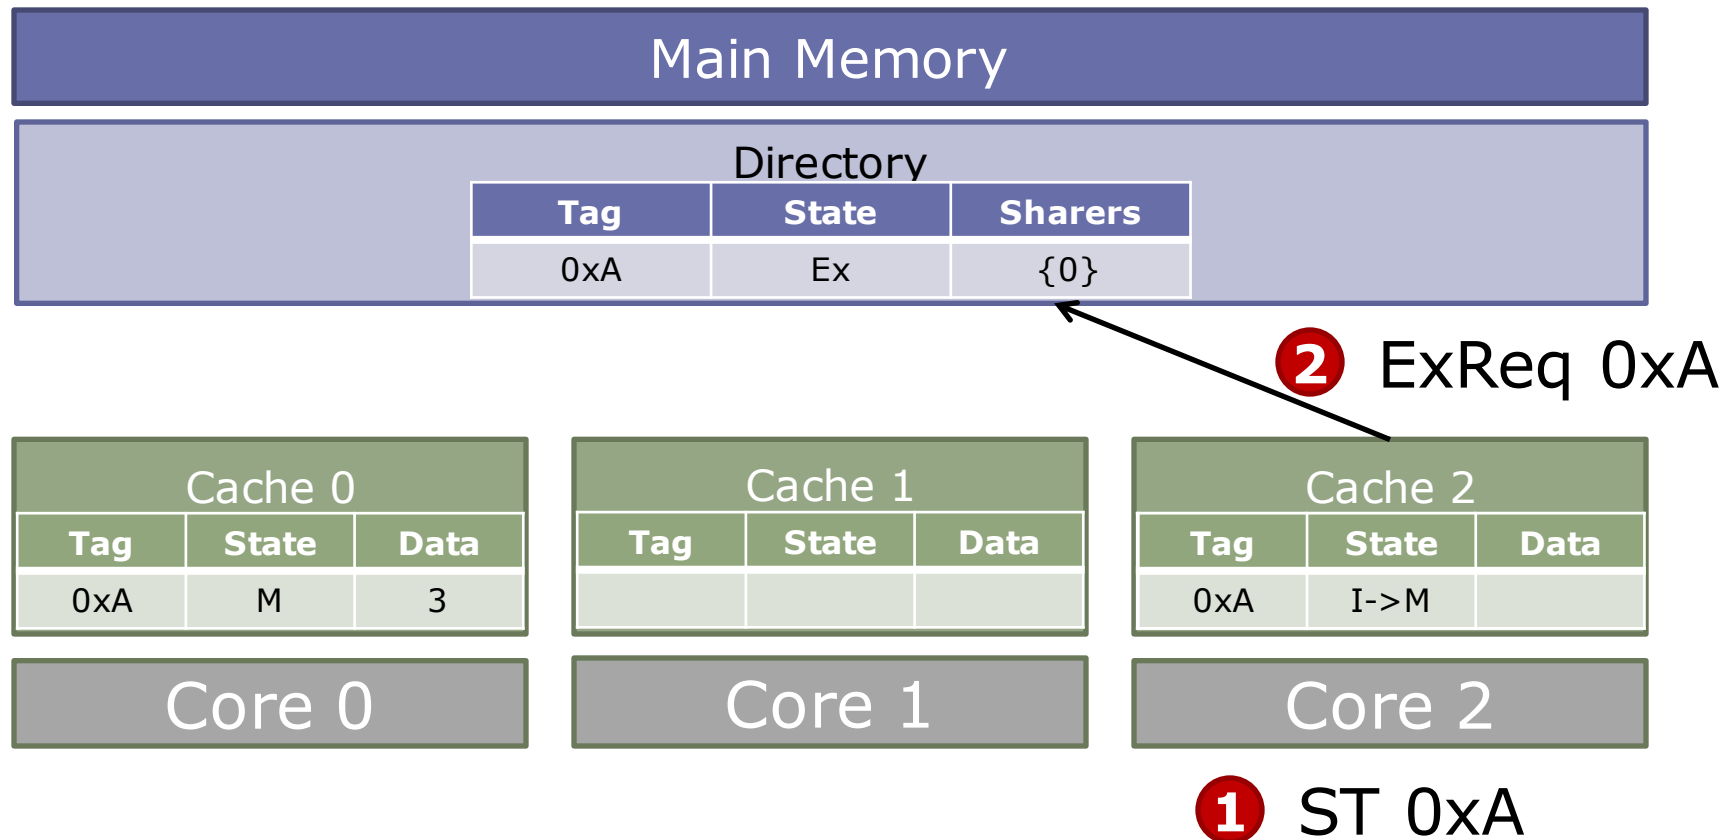 Main Memory
Directory
Tag State Sharers
0xA Ex {0}
2 ExReq 0xA
Cache 0 Cache 1 Cache 2
Tag State Data Tag State Data Tag State Data
0xA M 3 0xA I->M
Core 0 Core 1 Core 2
1 ST 0xA